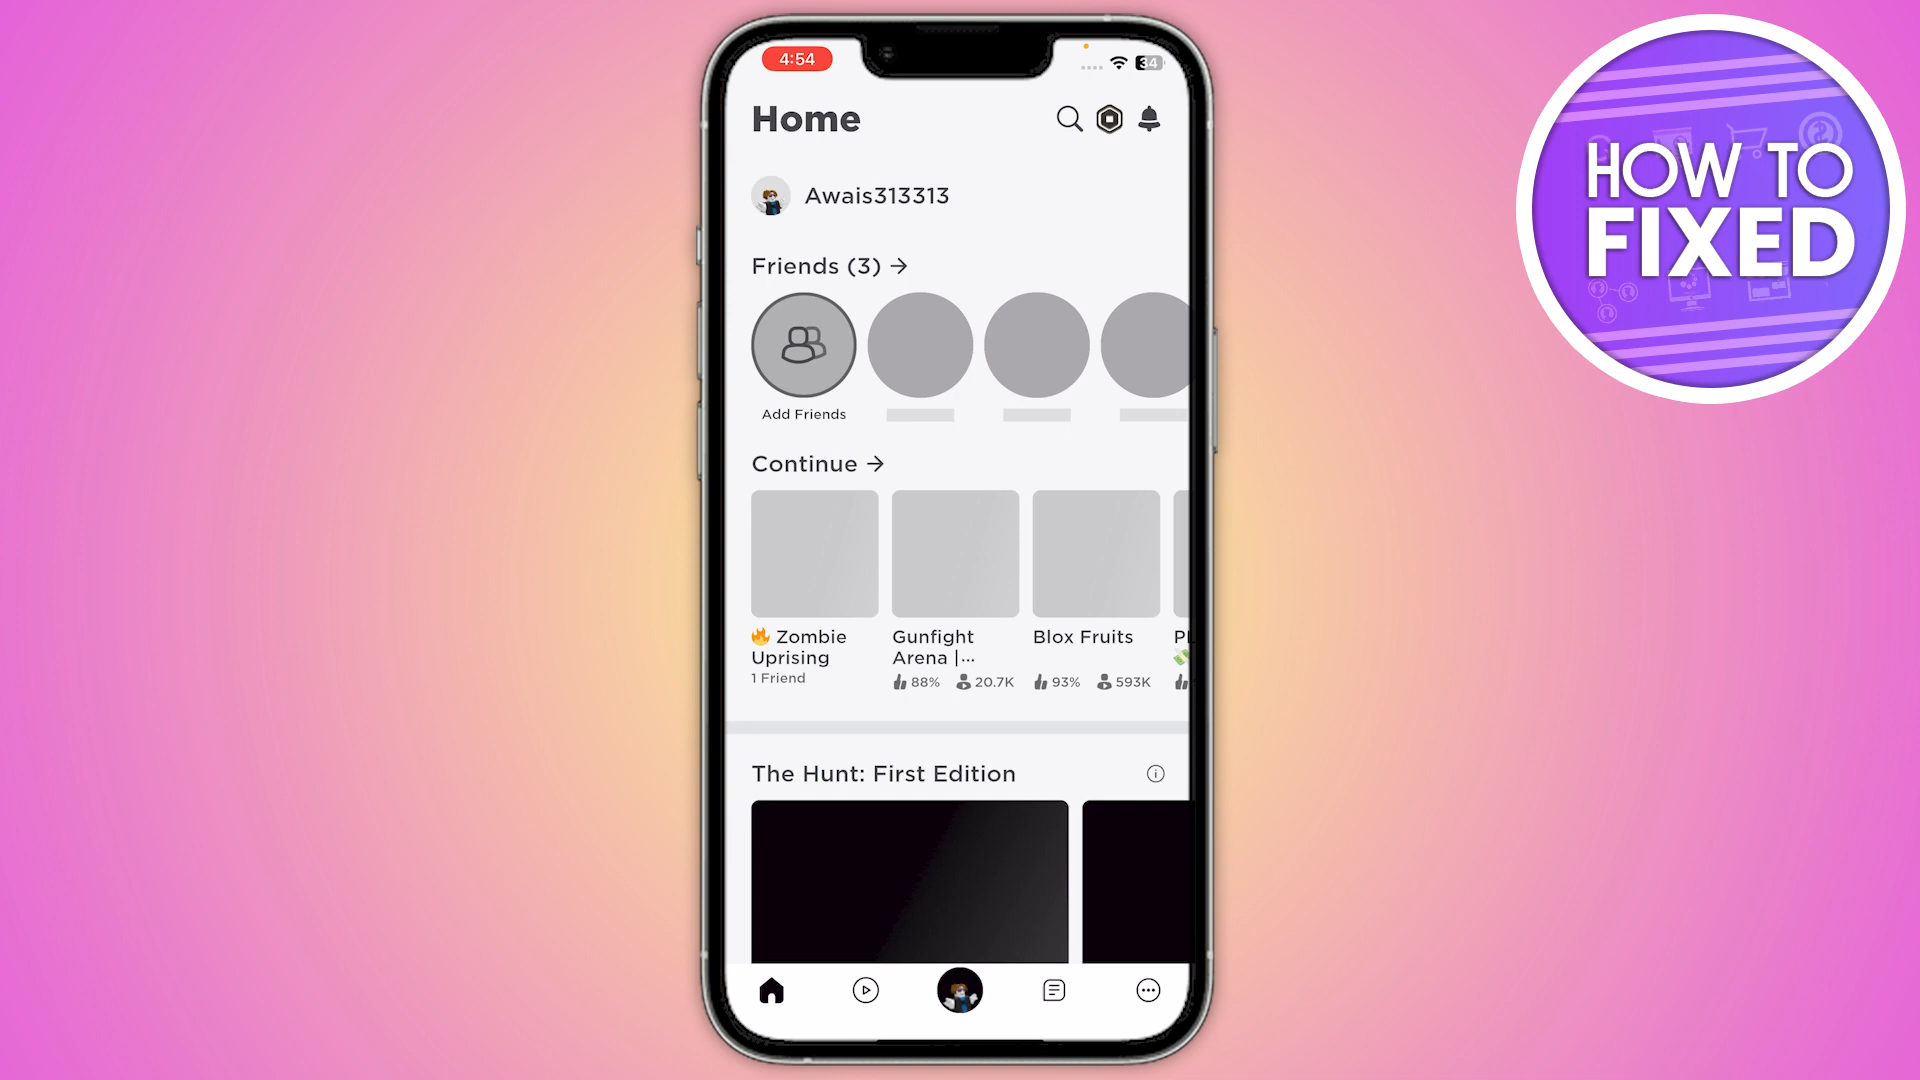 4:54
34
Home
Awais313313
Friends (3)
Add Friends
Continue
🔥 Zombie Uprising
1 Friend
Gunfight Arena |...
88% 20.7K
Blox Fruits
93% 593K
The Hunt: First Edition
HOW TO
FIXED